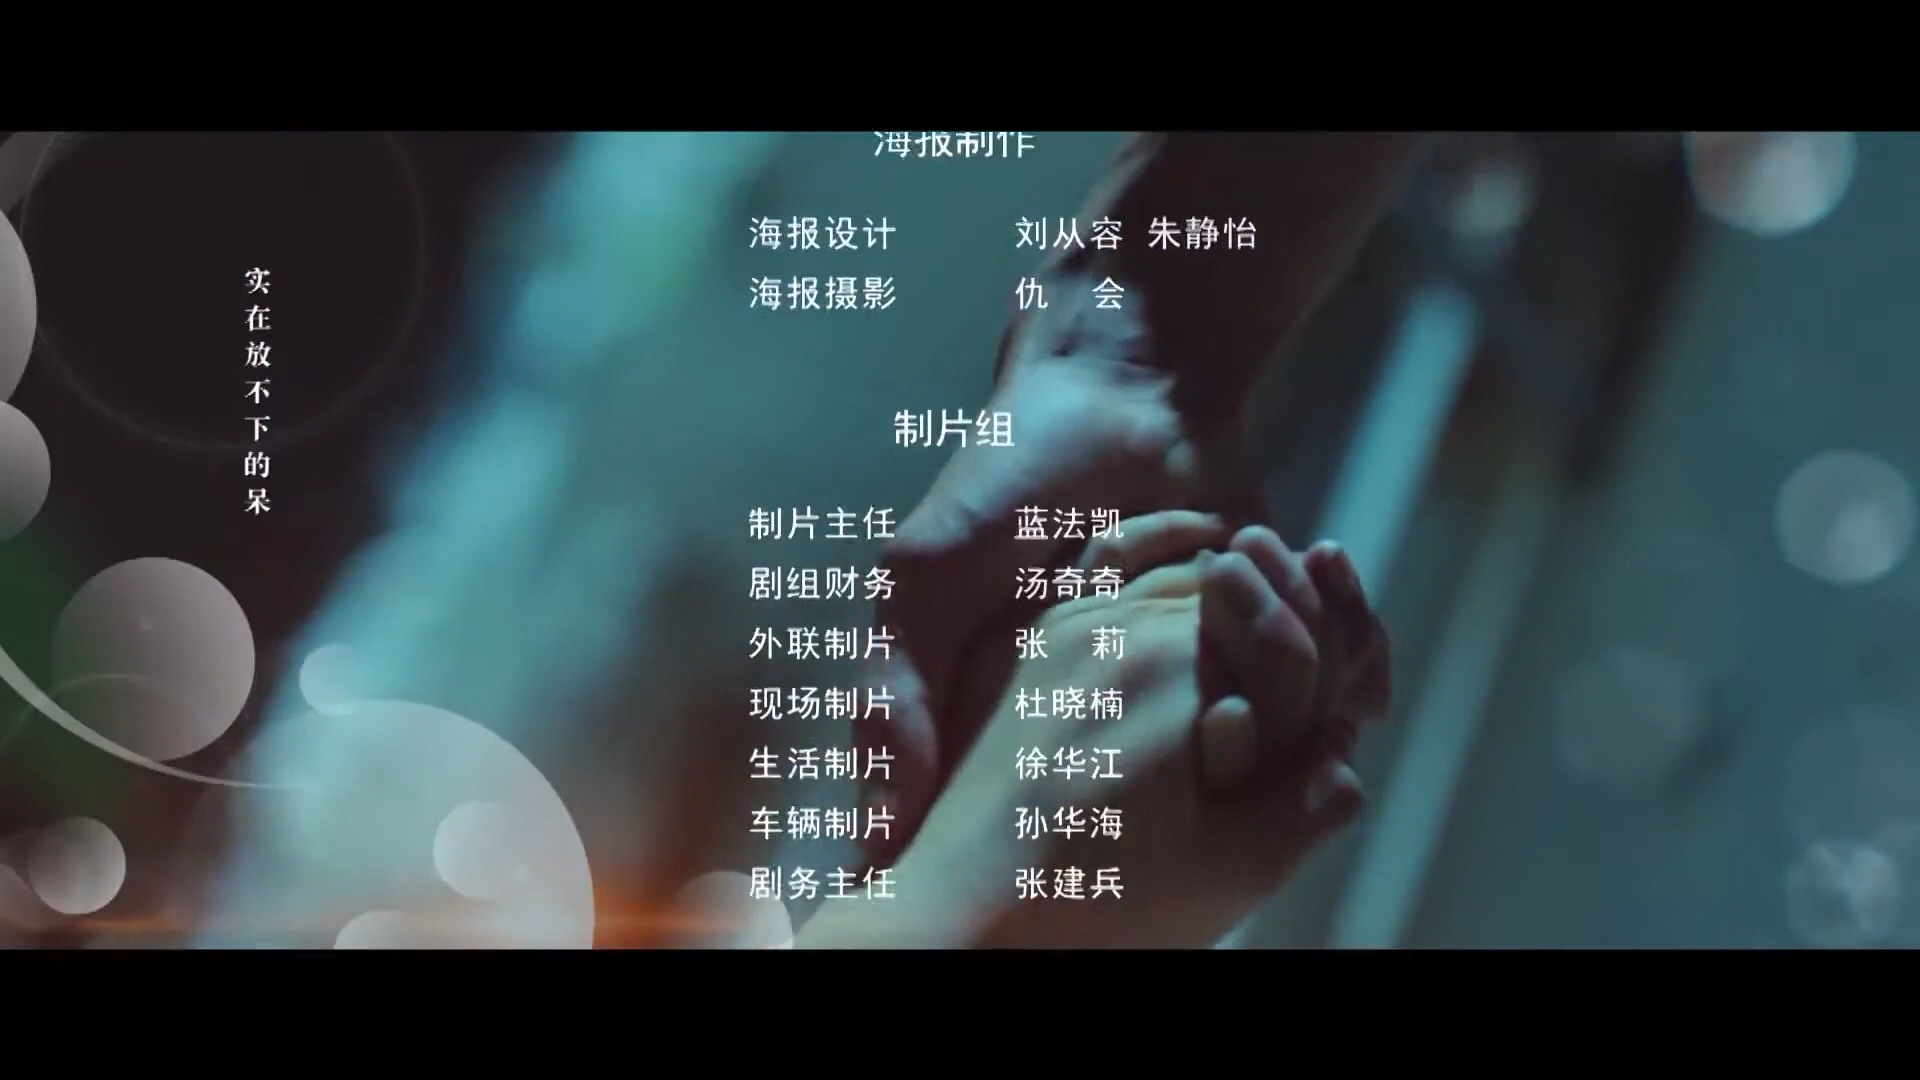 海报制作
海报设计 刘从容 朱静怡
海报摄影 仇 会
实在放不下的呆
制片组
制片主任 蓝法凯
剧组财务 汤奇奇
外联制片 张 莉
现场制片 杜晓楠
生活制片 徐华江
车辆制片 孙华海
剧务主任 张建兵